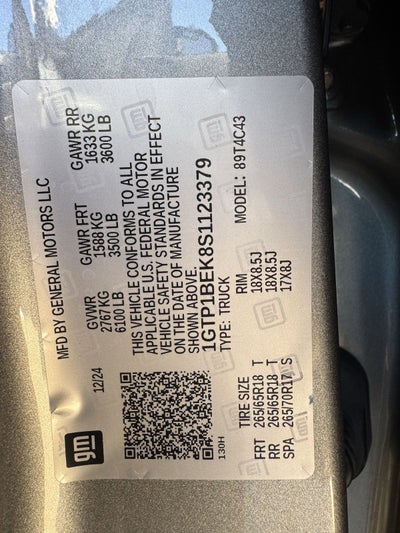 MFD BY GENERAL MOTORS LLC
12/24 GVWR GAWR FRT GAWR RR
2767 KG 1588 KG 1633 KG
6100 LB 3500 LB 3600 LB
THIS VEHICLE CONFORMS TO ALL
APPLICABLE U.S. FEDERAL MOTOR
VEHICLE SAFETY STANDARDS IN EFFECT
ON THE DATE OF MANUFACTURE
SHOWN ABOVE.
1GTP1BEK8S1123379
TYPE: TRUCK MODEL: 89T4C43
gm
130H
TIRE SIZE RIM
FRT 265/65R18 T 18X8.5J
RR 265/65R18 T 18X8.5J
SPA 265/70R17 S 17X8J